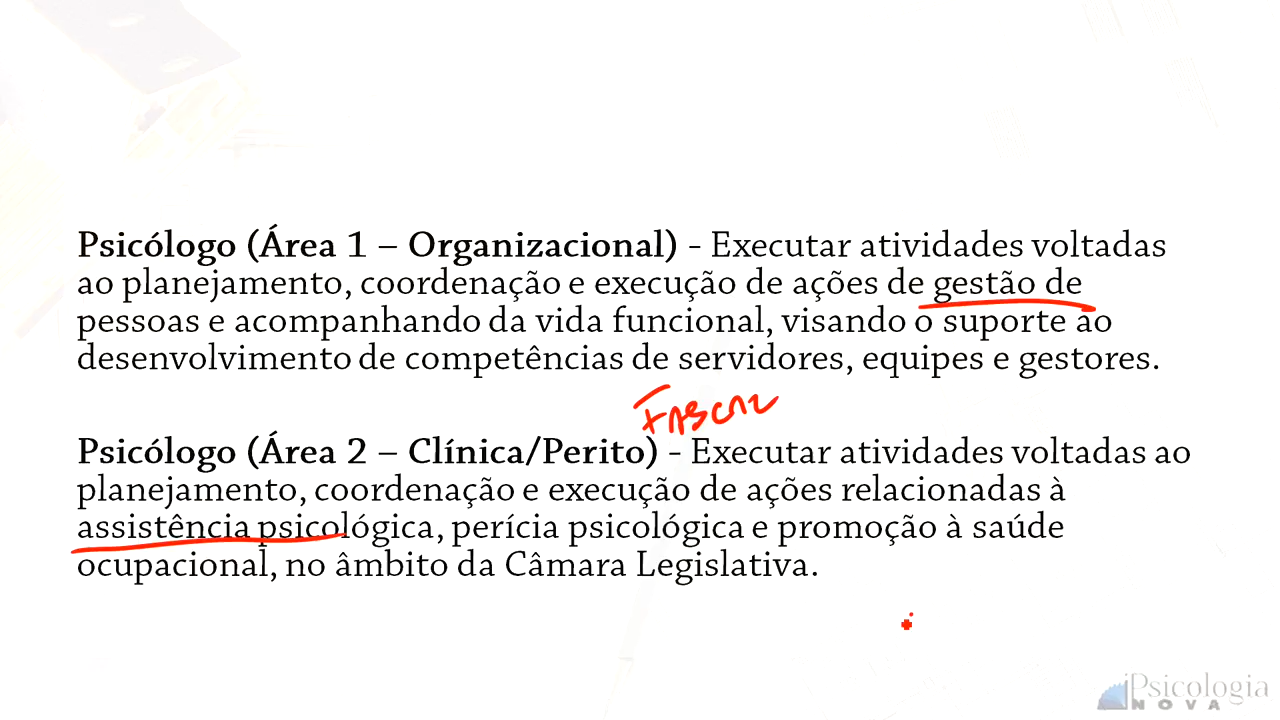 Psicólogo (Área 1 – Organizacional) - Executar atividades voltadas
ao planejamento, coordenação e execução de ações de gestão de
pessoas e acompanhando da vida funcional, visando o suporte ao
desenvolvimento de competências de servidores, equipes e gestores.
Psicólogo (Área 2 – Clínica/Perito) - Executar atividades voltadas ao
planejamento, coordenação e execução de ações relacionadas à
assistência psicológica, perícia psicológica e promoção à saúde
ocupacional, no âmbito da Câmara Legislativa.
Psicologia
NOVA